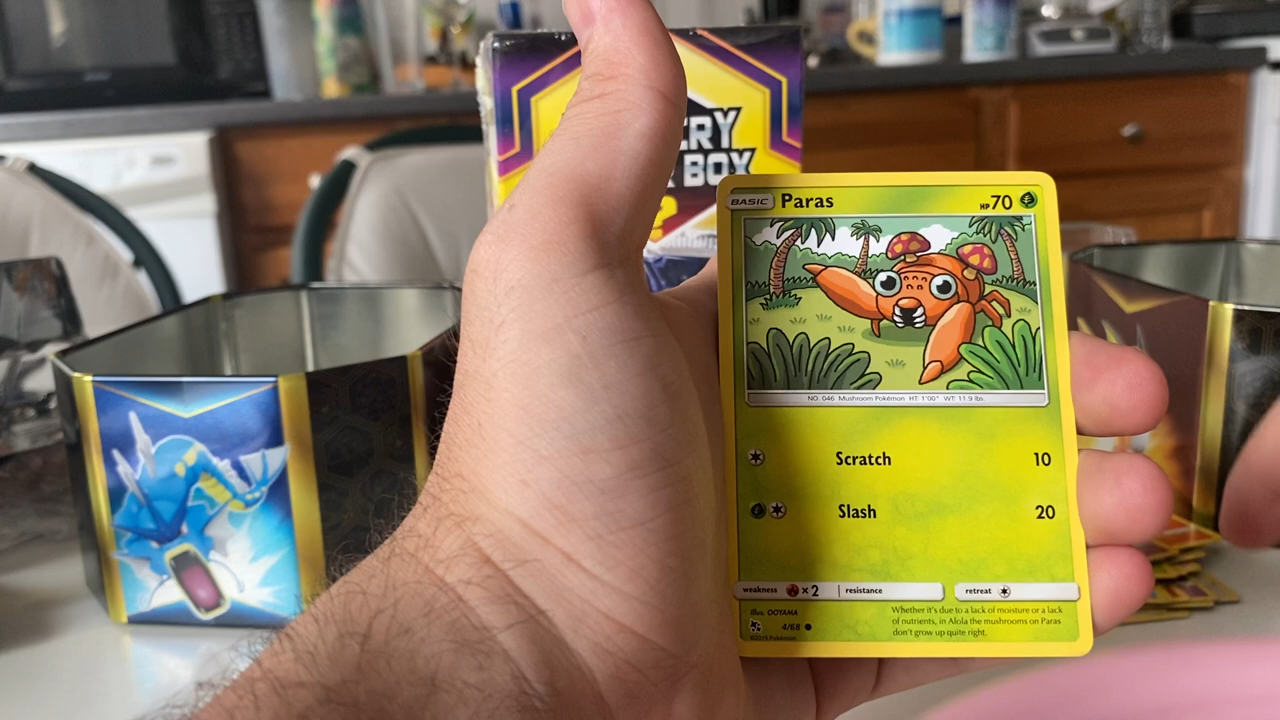 BOX
BASIC Paras HP 70
NO. 046 Mushroom Pokémon HT: 1'00" WT: 11.9 lbs.
Scratch 10
Slash 20
weakness ×2 resistance retreat
Illus. OOYAMA
4/68
©2019 Pokémon
Whether it's due to a lack of moisture or a lack
of nutrients, in Alola the mushrooms on Paras
don't grow up quite right.